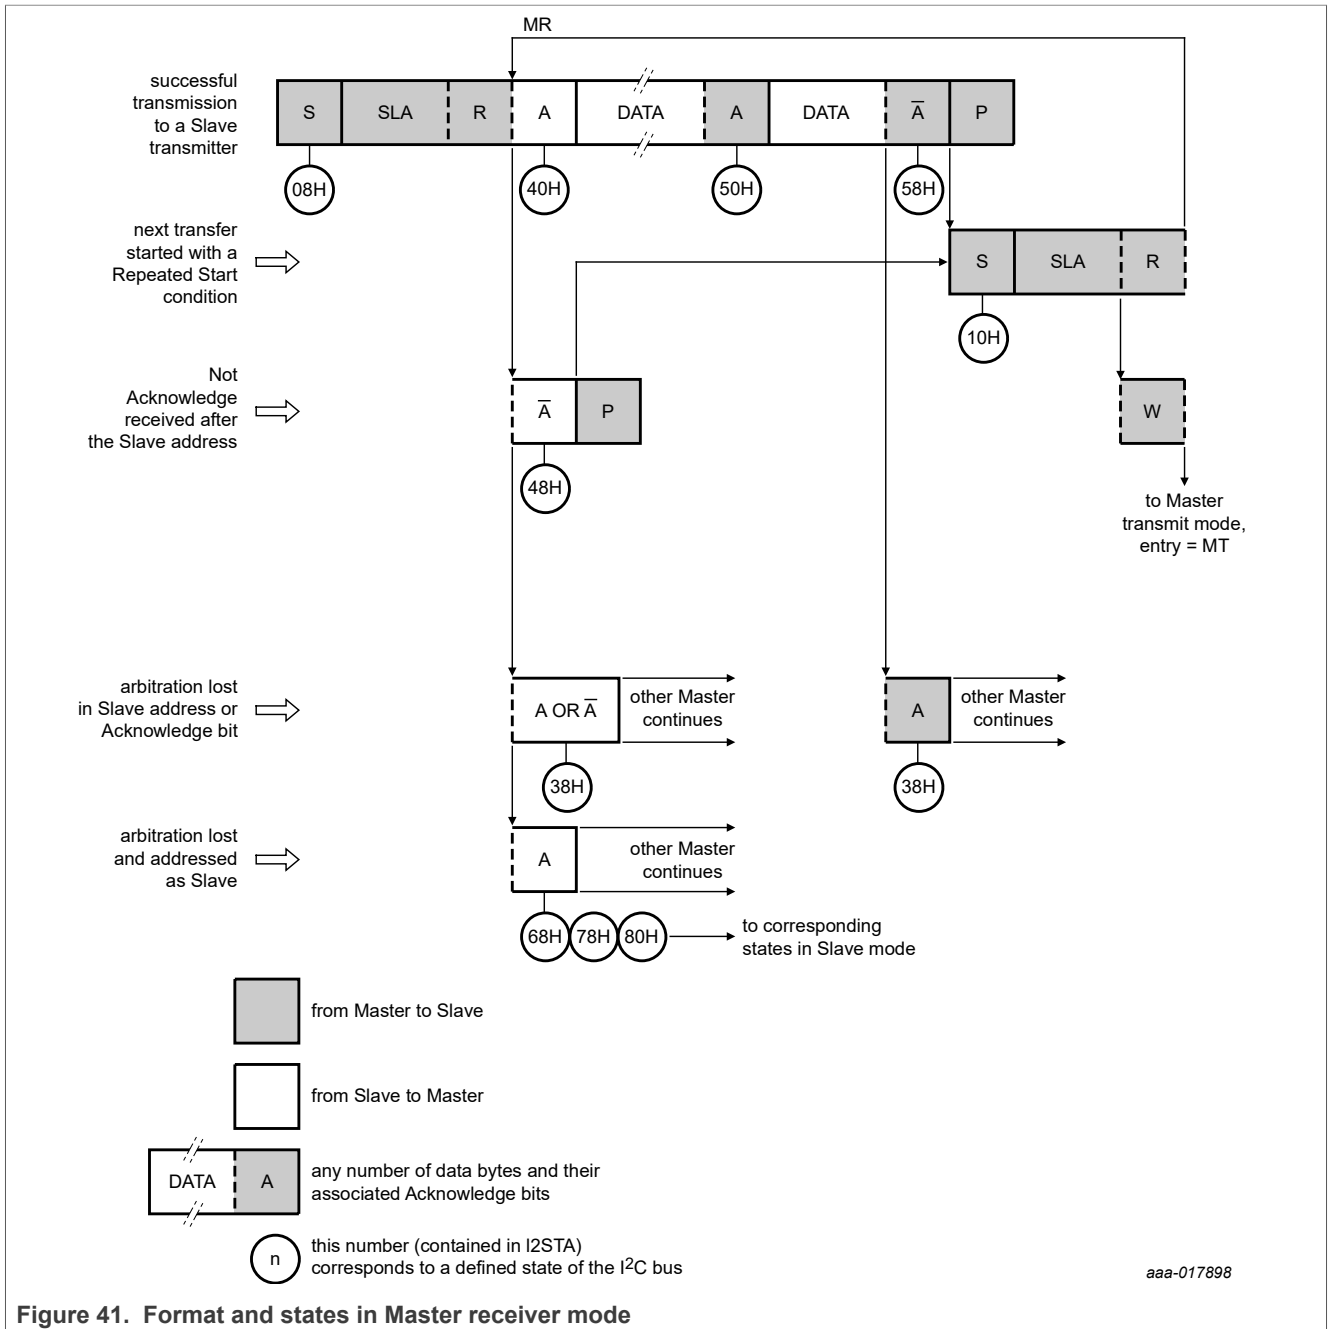 MR
successful
transmission
to a Slave
transmitter
S SLA R A DATA A DATA A̅ P
08H 40H 50H 58H
next transfer
started with a
Repeated Start
condition
S SLA R
10H
Not
Acknowledge
received after
the Slave address
A̅ P
W
48H
to Master
transmit mode,
entry = MT
arbitration lost
in Slave address or
Acknowledge bit
A OR A̅
other Master
continues
A
other Master
continues
38H 38H
arbitration lost
and addressed
as Slave
A
other Master
continues
68H 78H 80H
to corresponding
states in Slave mode
from Master to Slave
from Slave to Master
DATA A
any number of data bytes and their
associated Acknowledge bits
n
this number (contained in I2STA)
corresponds to a defined state of the I²C bus
aaa-017898
Figure 41. Format and states in Master receiver mode